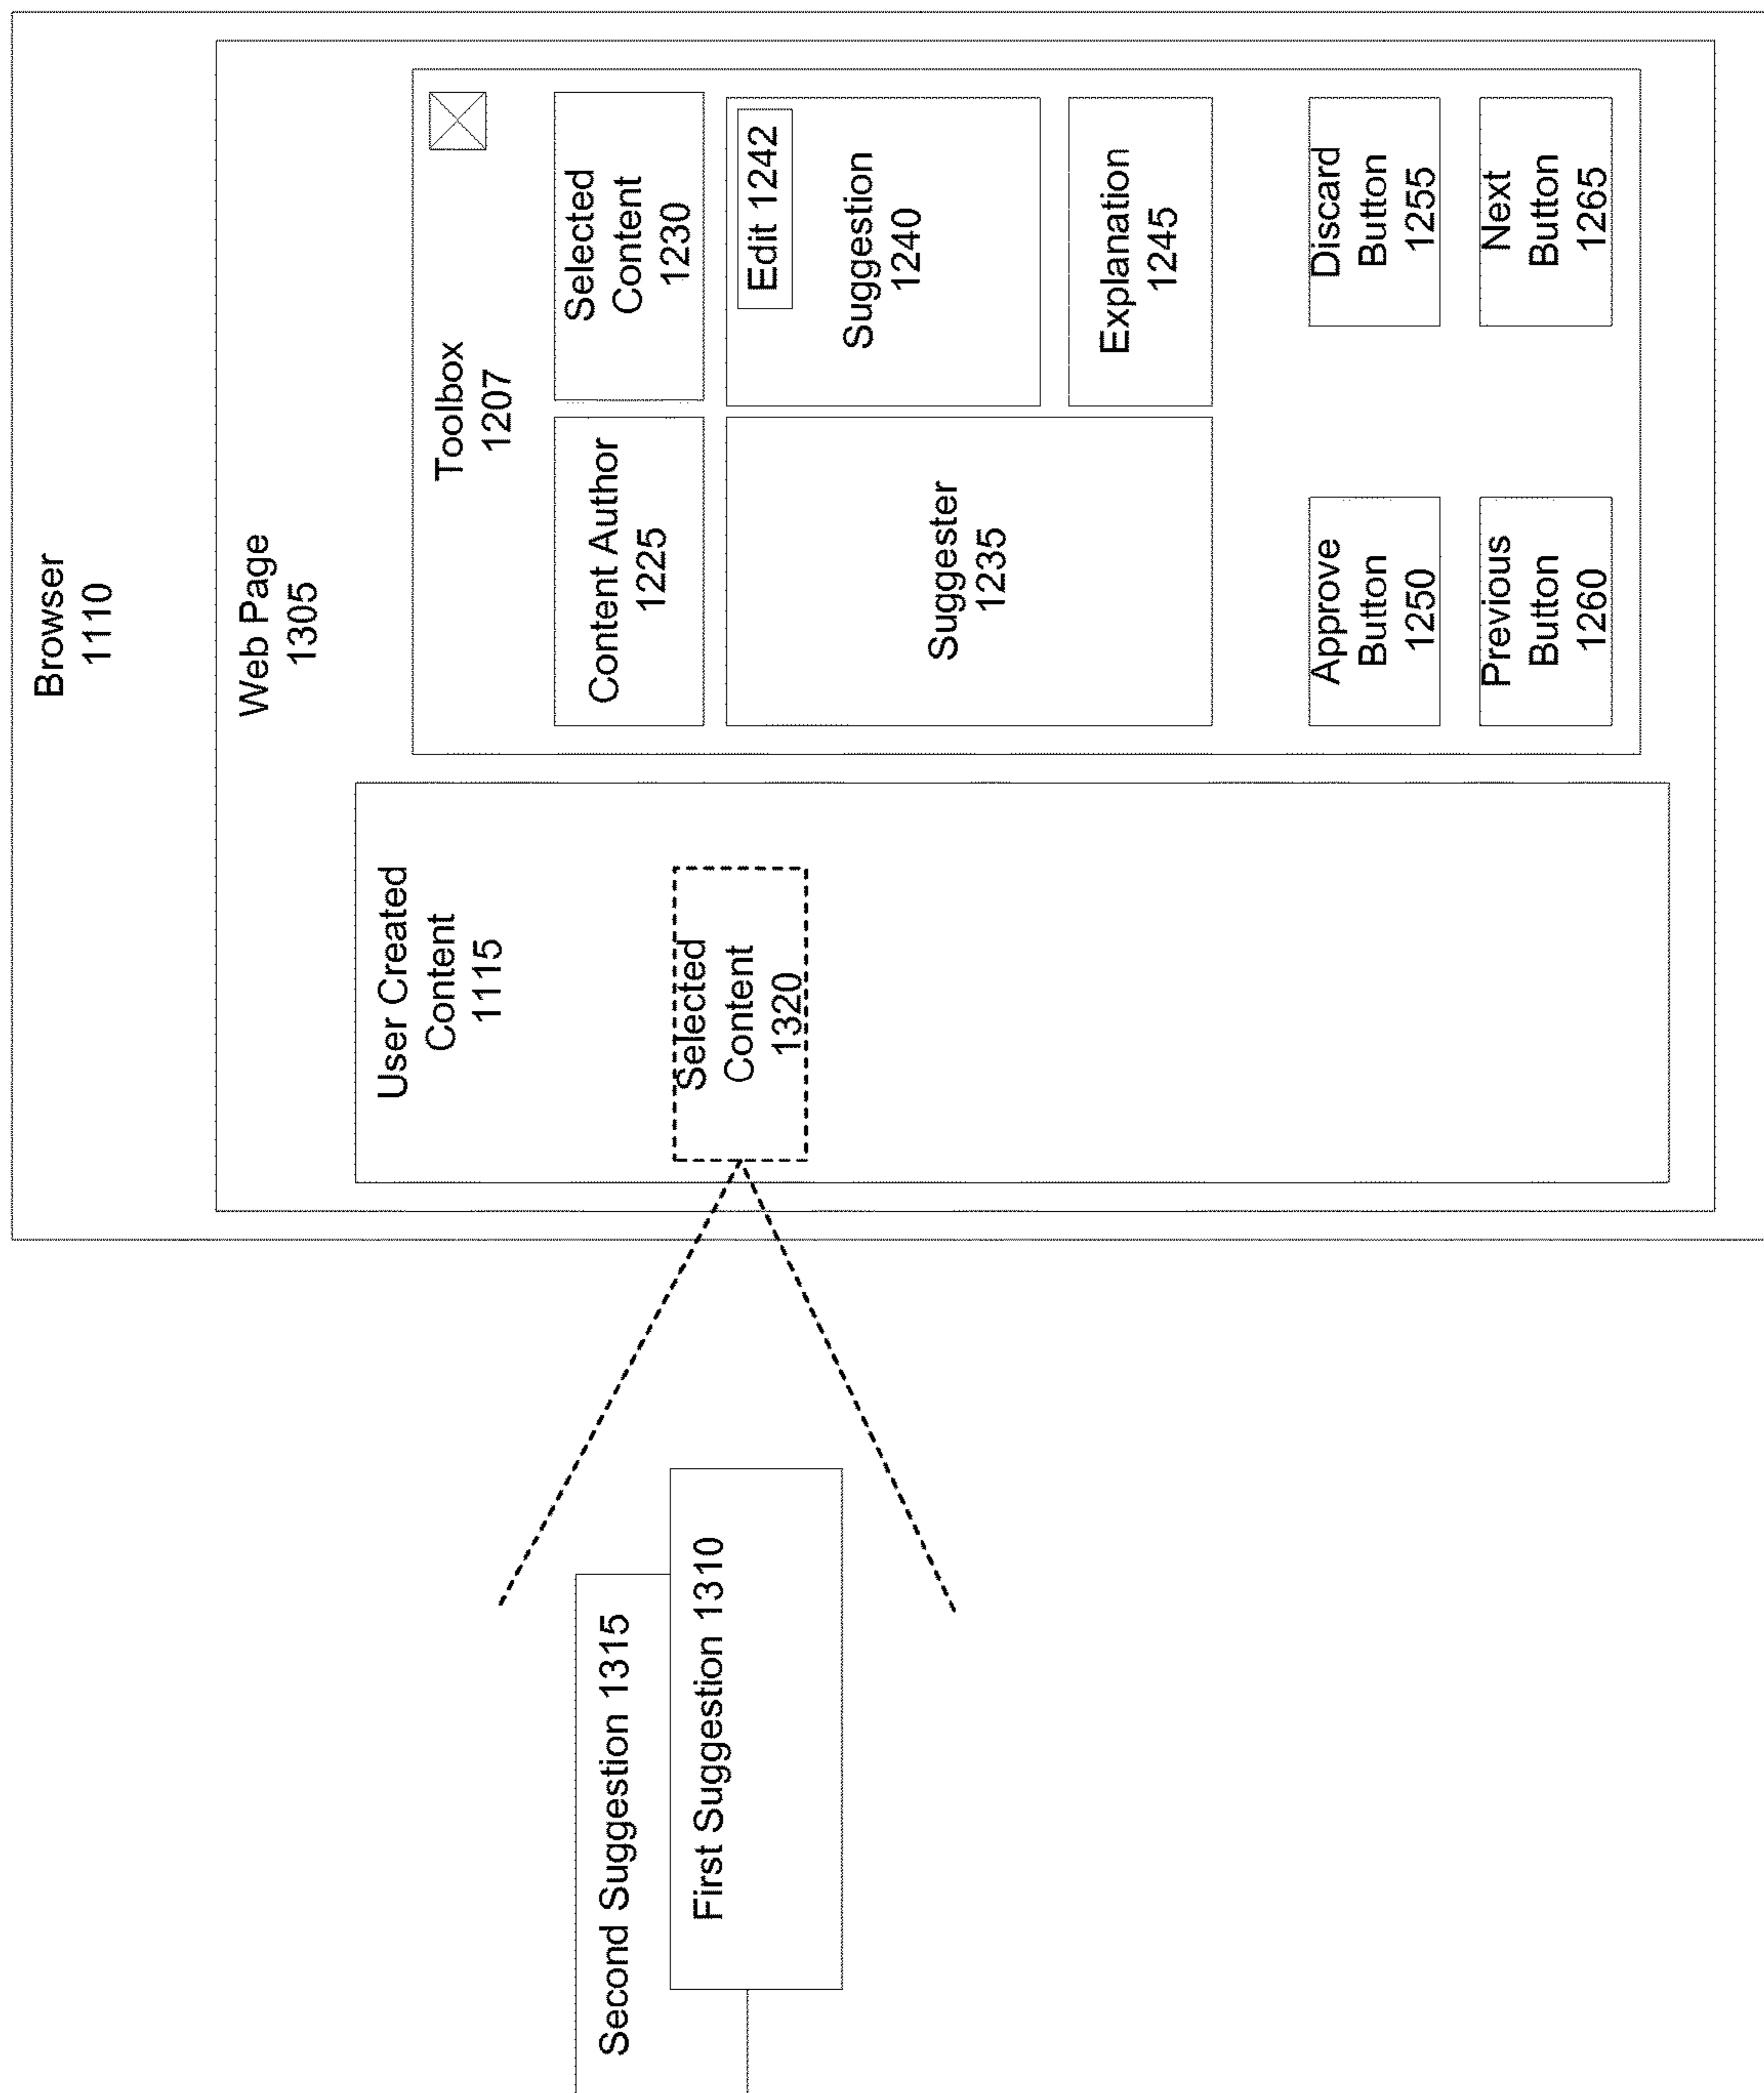 Browser
1110
Web Page
1305
User Created
Content
1115
Selected
Content
1320
Second Suggestion 1315
First Suggestion 1310
Toolbox
1207
Content Author
1225
Selected
Content
1230
Suggester
1235
Edit 1242
Suggestion
1240
Explanation
1245
Approve
Button
1250
Discard
Button
1255
Previous
Button
1260
Next
Button
1265